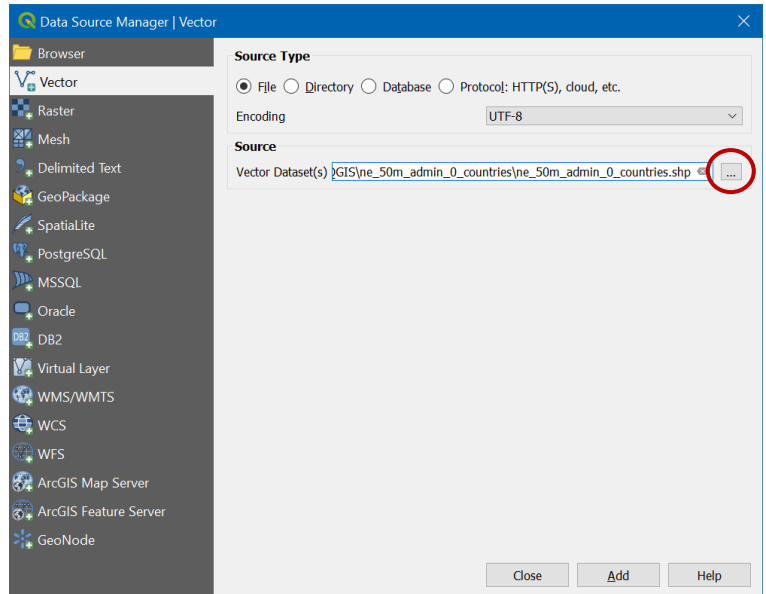 Data Source Manager | Vector
Browser
Vector
Raster
Mesh
Delimited Text
GeoPackage
SpatiaLite
PostgreSQL
MSSQL
Oracle
DB2
DB2
Virtual Layer
WMS/WMTS
WCS
WFS
ArcGIS Map Server
ArcGIS Feature Server
GeoNode
Source Type
File Directory Database Protocol: HTTP(S), cloud, etc.
Encoding UTF-8
Source
Vector Dataset(s) GIS\ne_50m_admin_0_countries\ne_50m_admin_0_countries.shp ...
Close Add Help